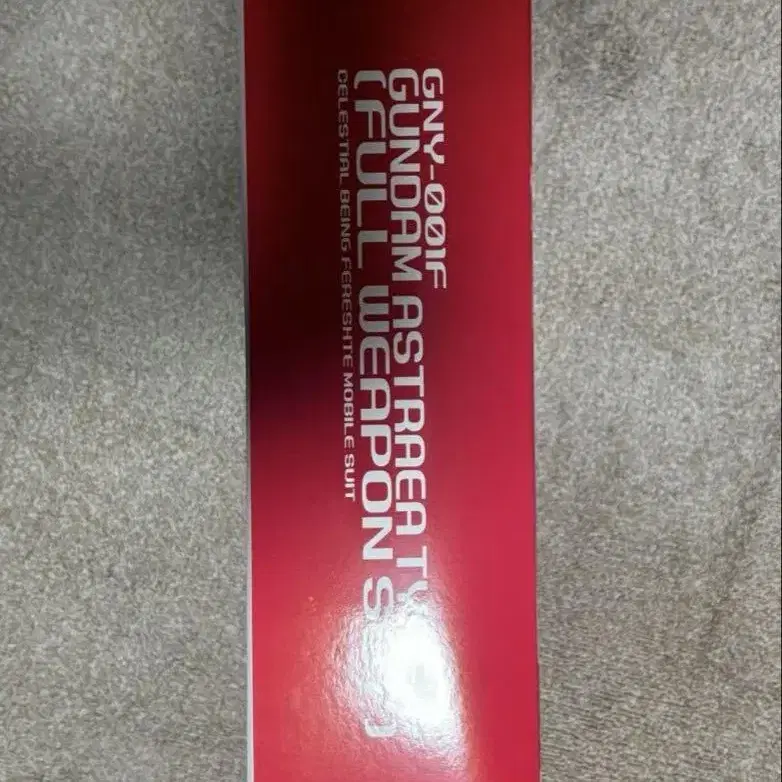 GNY-001F
GUNDAM ASTRAEA TY
(FULL WEAPON S )
CELESTIAL BEING FERESHTE MOBILE SUIT